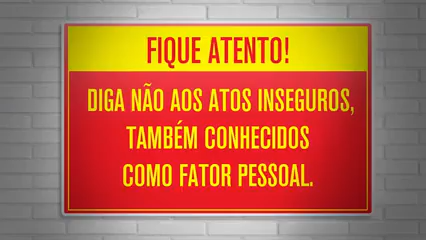 FIQUE ATENTO!
DIGA NÃO AOS ATOS INSEGUROS,
TAMBÉM CONHECIDOS
COMO FATOR PESSOAL.